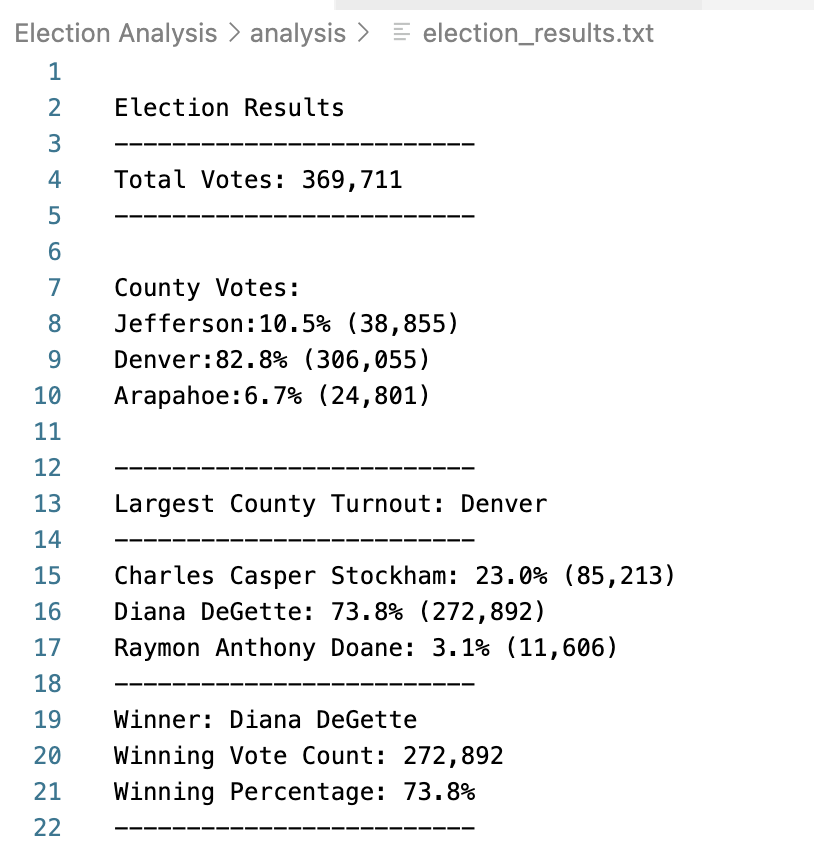 Election Analysis > analysis > election_results.txt
1
2 Election Results
3 -------------------------
4 Total Votes: 369,711
5 -------------------------
6
7 County Votes:
8 Jefferson:10.5% (38,855)
9 Denver:82.8% (306,055)
10 Arapahoe:6.7% (24,801)
11
12 -------------------------
13 Largest County Turnout: Denver
14 -------------------------
15 Charles Casper Stockham: 23.0% (85,213)
16 Diana DeGette: 73.8% (272,892)
17 Raymon Anthony Doane: 3.1% (11,606)
18 -------------------------
19 Winner: Diana DeGette
20 Winning Vote Count: 272,892
21 Winning Percentage: 73.8%
22 -------------------------